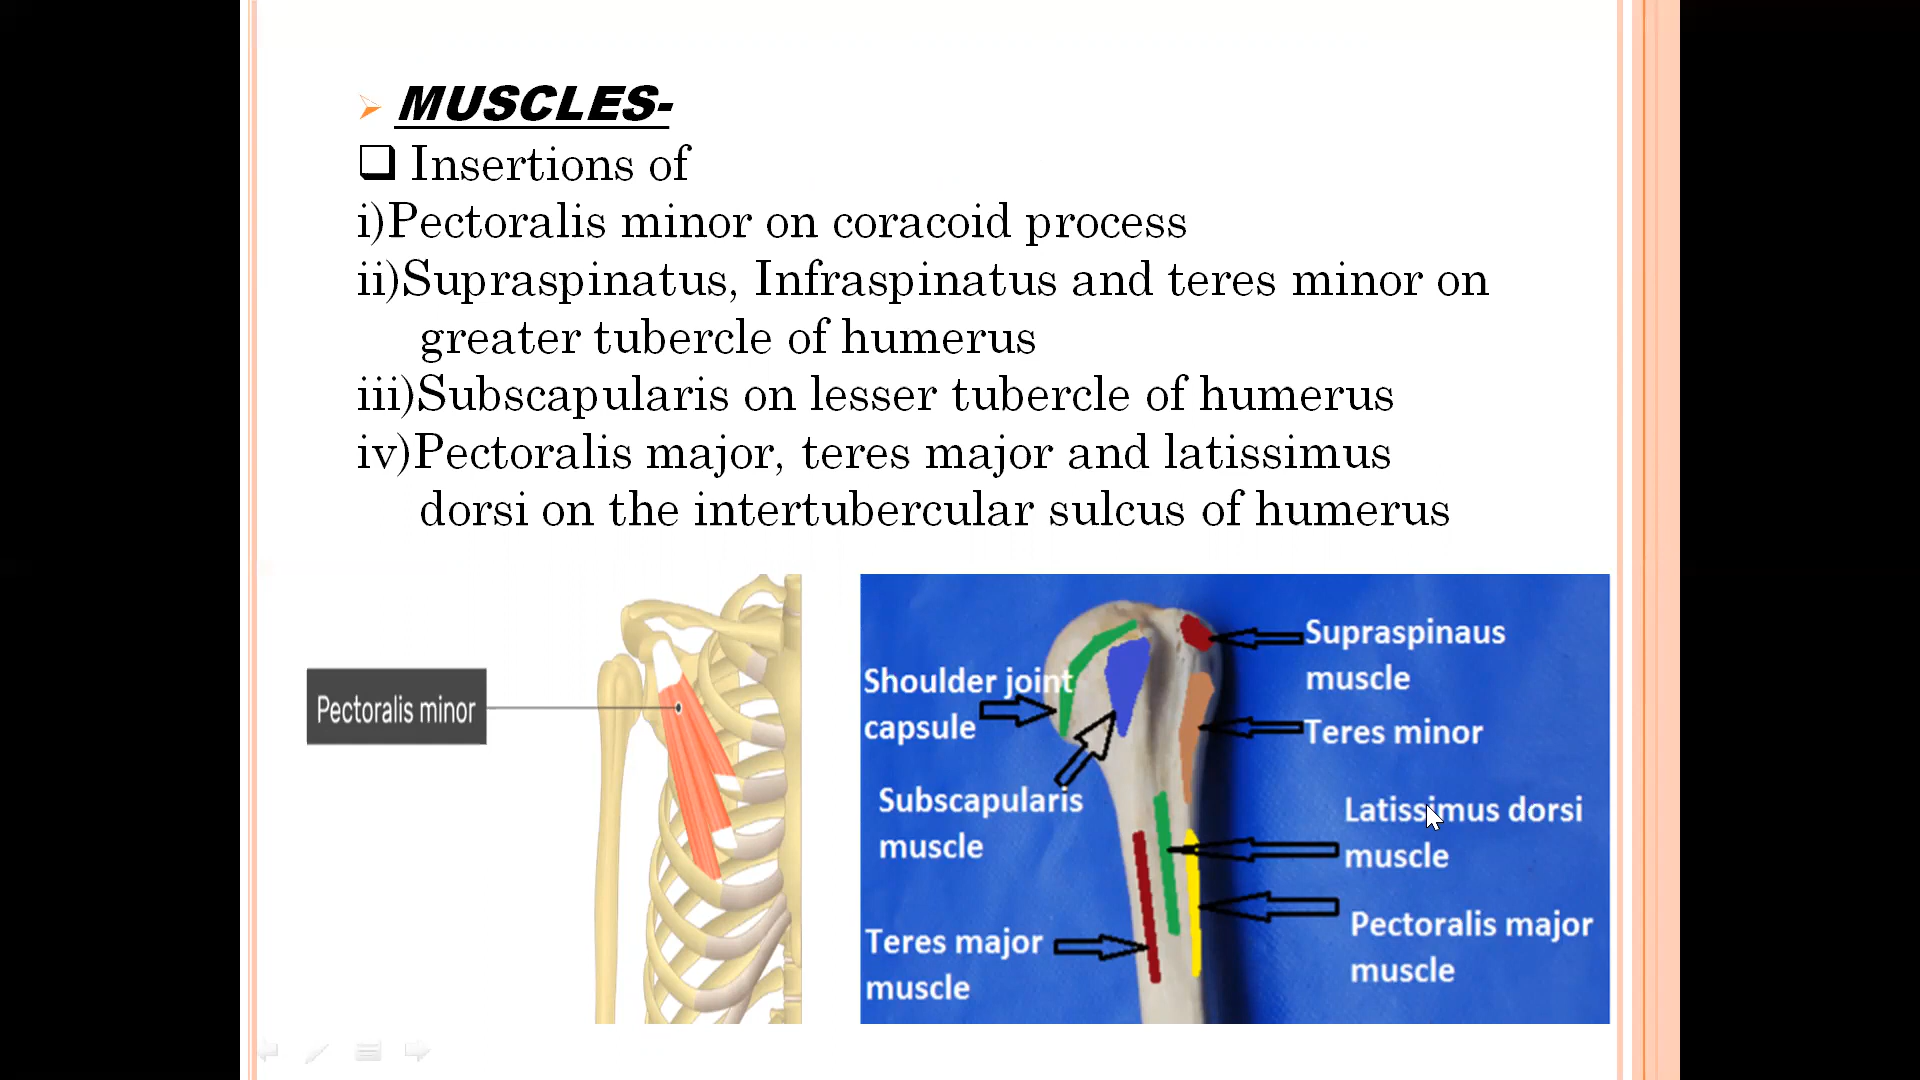 MUSCLES-
Insertions of
i)Pectoralis minor on coracoid process
ii)Supraspinatus, Infraspinatus and teres minor on
greater tubercle of humerus
iii)Subscapularis on lesser tubercle of humerus
iv)Pectoralis major, teres major and latissimus
dorsi on the intertubercular sulcus of humerus
Pectoralis minor
Shoulder joint
capsule
Subscapularis
muscle
Teres major
muscle
Supraspinaus
muscle
Teres minor
Latissimus dorsi
muscle
Pectoralis major
muscle